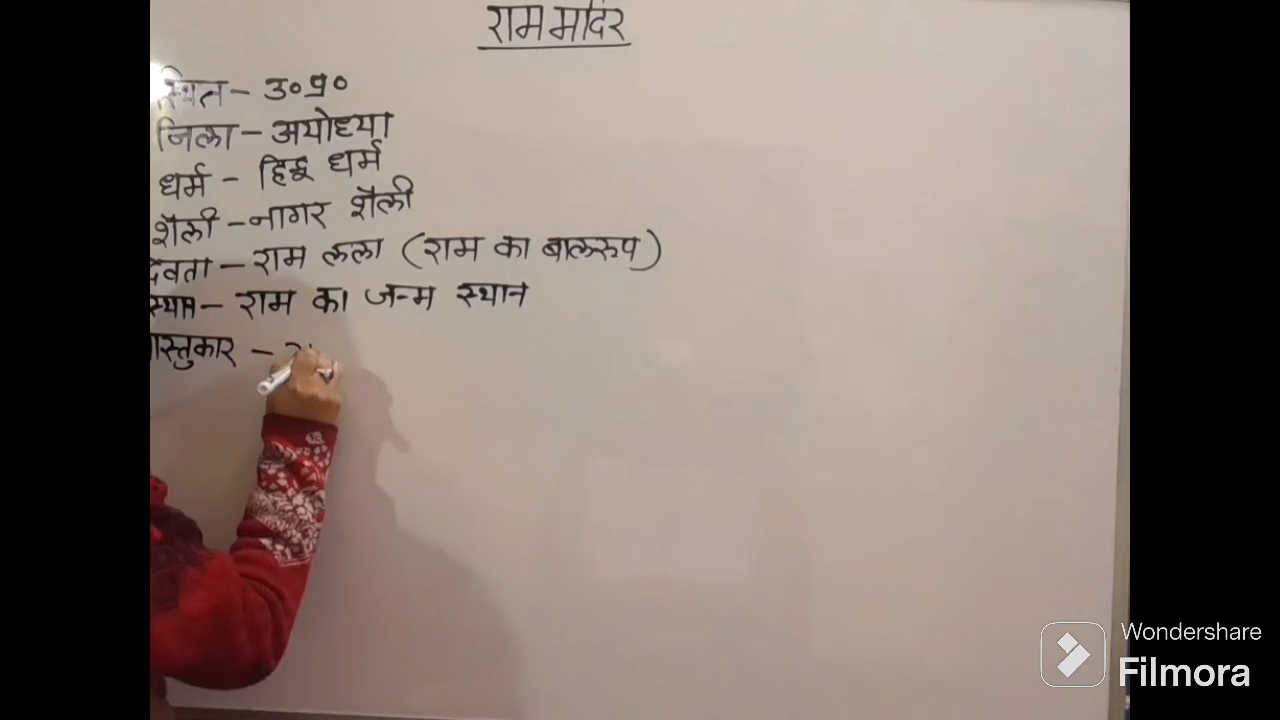 राम मंदिर
स्थित - उ०प्र०
जिला - अयोध्या
धर्म - हिंदू धर्म
शैली - नागर शैली
देवता - राम लला (राम का बालरुप)
स्थान - राम का जन्म स्थान
वास्तुकार -
Wondershare
Filmora